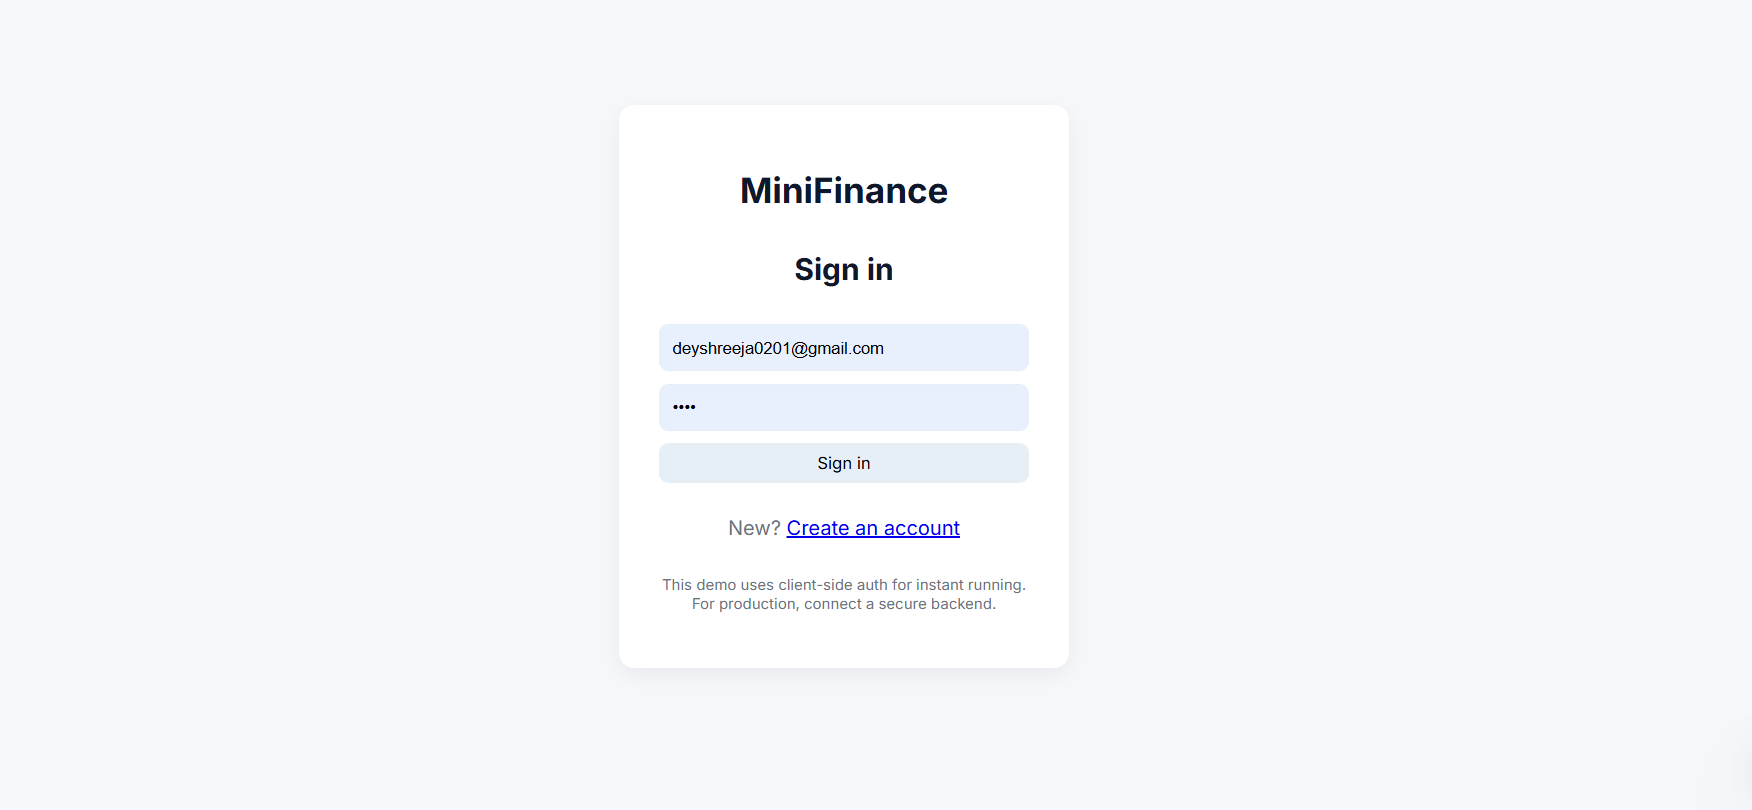 MiniFinance
Sign in
deyshreeja0201@gmail.com
••••
Sign in
New? Create an account
This demo uses client-side auth for instant running.
For production, connect a secure backend.